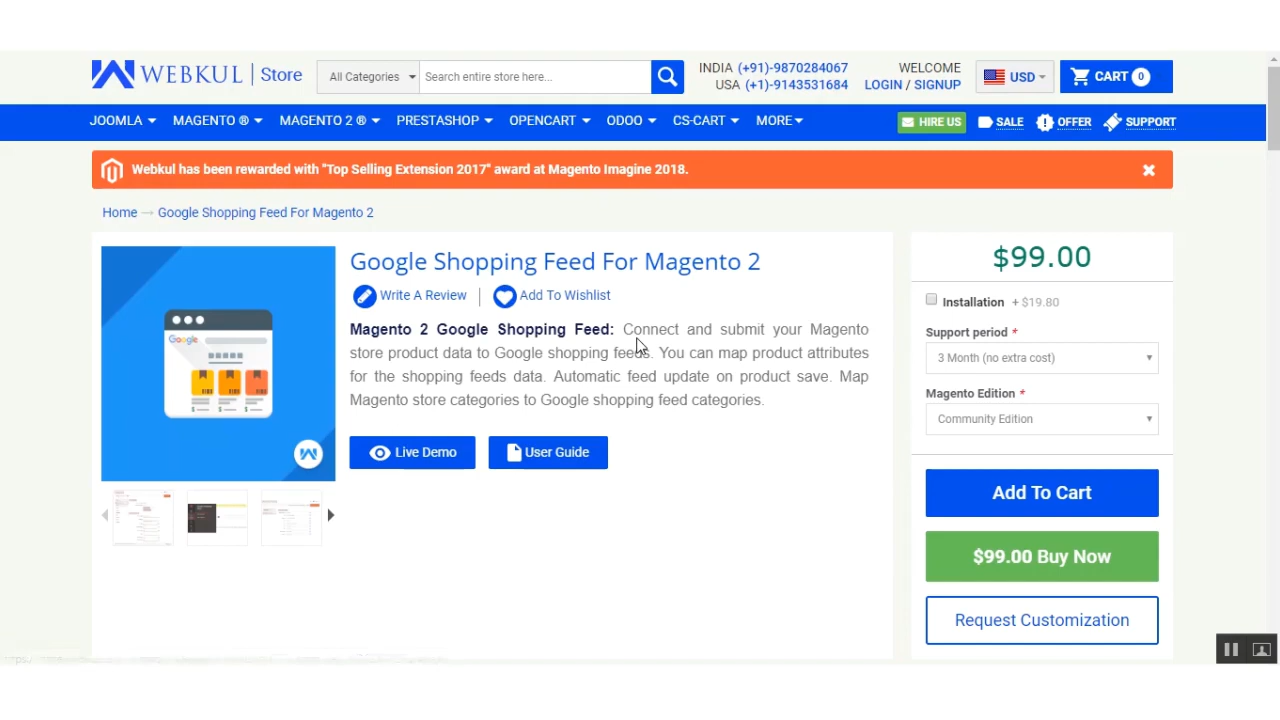 WEBKUL | Store
All Categories
Search entire store here...
INDIA (+91)-9870284067
USA (+1)-9143531684
WELCOME
LOGIN / SIGNUP
USD
CART 0
JOOMLA
MAGENTO ®
MAGENTO 2 ®
PRESTASHOP
OPENCART
ODOO
CS-CART
MORE
HIRE US
SALE
OFFER
SUPPORT
Webkul has been rewarded with "Top Selling Extension 2017" award at Magento Imagine 2018.
Home → Google Shopping Feed For Magento 2
Google
Google Shopping Feed For Magento 2
Write A Review
Add To Wishlist
Magento 2 Google Shopping Feed: Connect and submit your Magento
store product data to Google shopping feeds. You can map product attributes
for the shopping feeds data. Automatic feed update on product save. Map
Magento store categories to Google shopping feed categories.
Live Demo
User Guide
$99.00
Installation + $19.80
Support period *
3 Month (no extra cost)
Magento Edition *
Community Edition
Add To Cart
$99.00 Buy Now
Request Customization